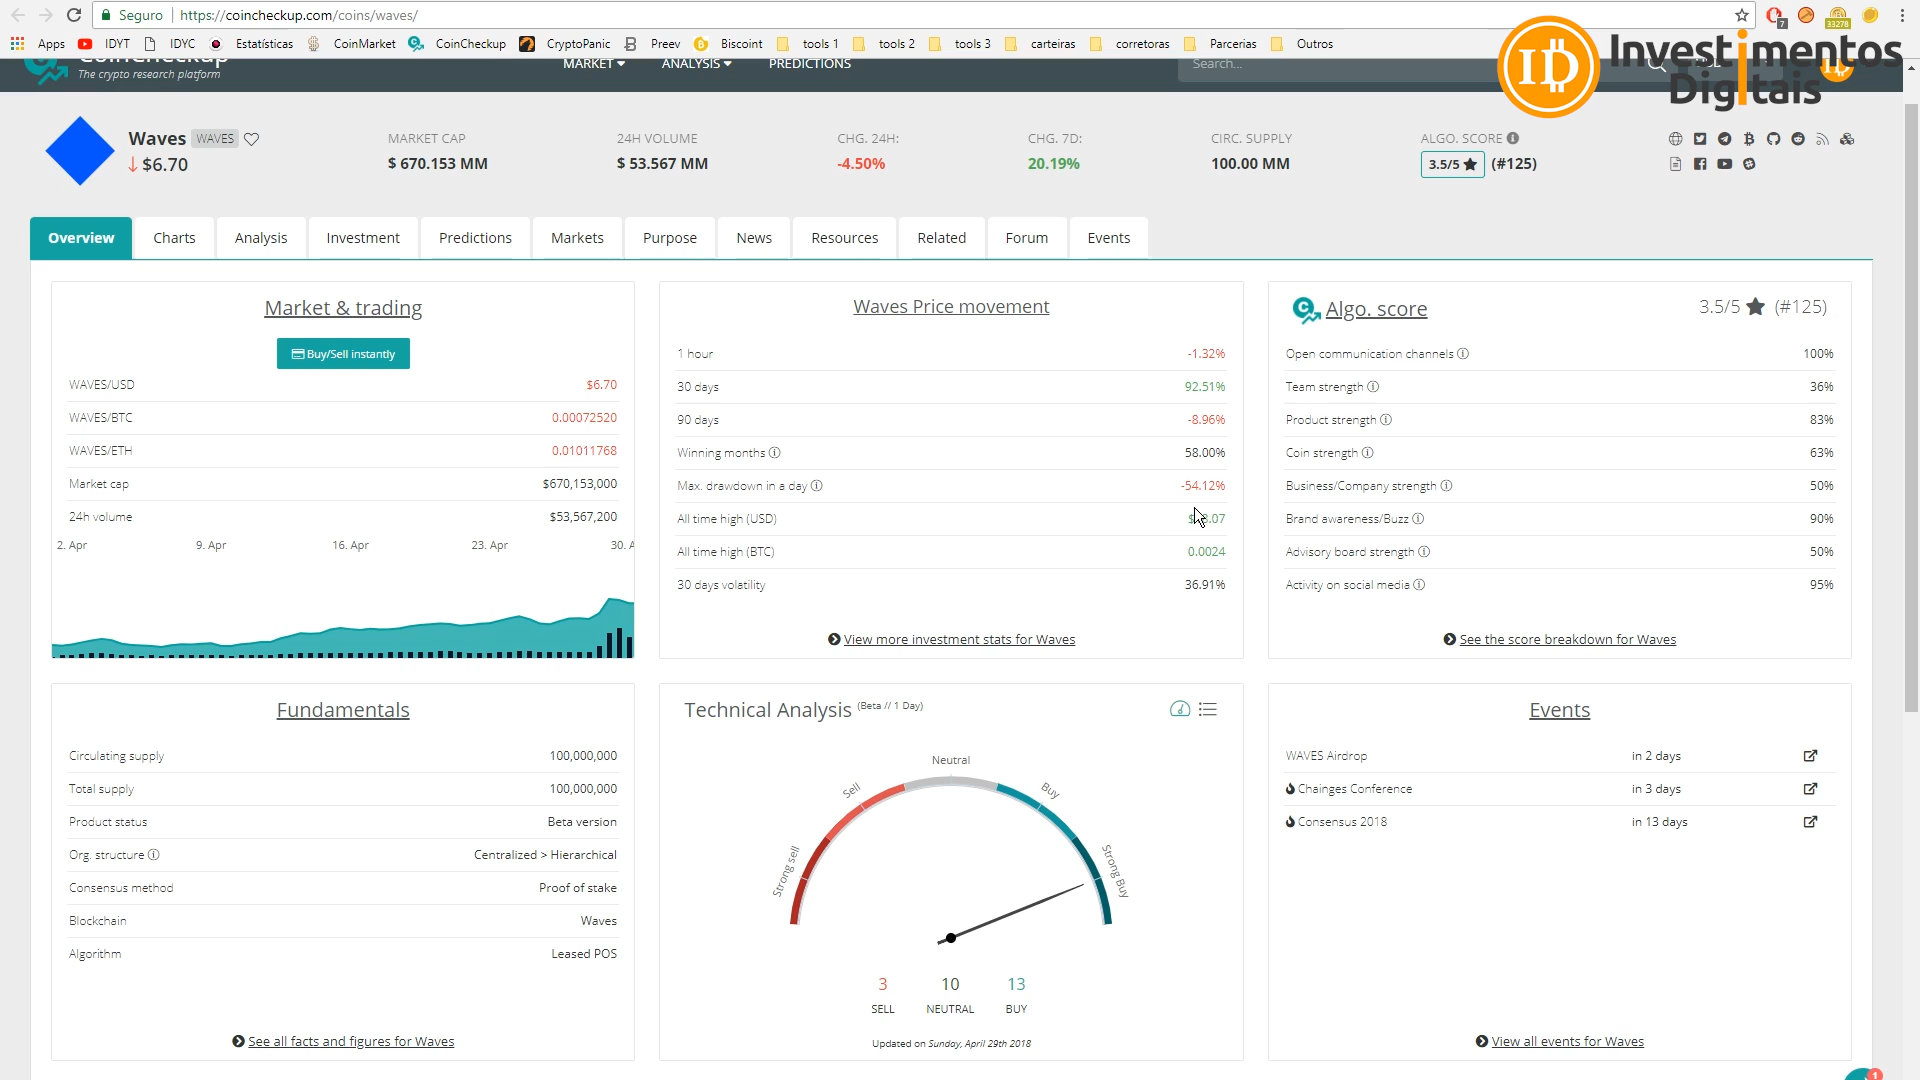 Seguro https://coincheckup.com/coins/waves/
7
33278
Apps IDYT IDYC Estatísticas CoinMarket CoinCheckup CryptoPanic Preev Biscoint tools 1 tools 2 tools 3 carteiras corretoras Parcerias Outros
Investimentos
Digitais
CoinCheckup
The crypto research platform
MARKET ANALYSIS PREDICTIONS
Search...
Waves WAVES
$6.70
MARKET CAP
$ 670.153 MM
24H VOLUME
$ 53.567 MM
CHG. 24H:
-4.50%
CHG. 7D:
20.19%
CIRC. SUPPLY
100.00 MM
ALGO. SCORE
3.5/5 (#125)
Overview Charts Analysis Investment Predictions Markets Purpose News Resources Related Forum Events
Market & trading
Buy/Sell instantly
WAVES/USD $6.70
WAVES/BTC 0.00072520
WAVES/ETH 0.01011768
Market cap $670,153,000
24h volume $53,567,200
2. Apr 9. Apr 16. Apr 23. Apr 30. A
Waves Price movement
1 hour -1.32%
30 days 92.51%
90 days -8.96%
Winning months 58.00%
Max. drawdown in a day -54.12%
All time high (USD)
All time high (BTC) 0.0024
30 days volatility 36.91%
View more investment stats for Waves
Algo. score 3.5/5 (#125)
Open communication channels 100%
Team strength 36%
Product strength 83%
Coin strength 63%
Business/Company strength 50%
Brand awareness/Buzz 90%
Advisory board strength 50%
Activity on social media 95%
See the score breakdown for Waves
Fundamentals
Circulating supply 100,000,000
Total supply 100,000,000
Product status Beta version
Org. structure Centralized > Hierarchical
Consensus method Proof of stake
Blockchain Waves
Algorithm Leased POS
See all facts and figures for Waves
Technical Analysis (Beta // 1 Day)
Neutral
Sell Buy
Strong sell Strong Buy
3 10 13
SELL NEUTRAL BUY
Updated on Sunday, April 29th 2018
Events
WAVES Airdrop in 2 days
Chainges Conference in 3 days
Consensus 2018 in 13 days
View all events for Waves
1